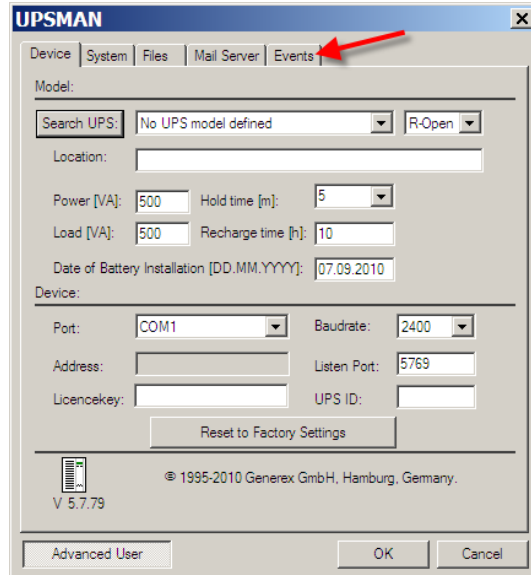 UPSMAN
Device System Files Mail Server Events
Model:
Search UPS: No UPS model defined R-Open
Location:
Power [VA]: 500 Hold time [m]: 5
Load [VA]: 500 Recharge time [h]: 10
Date of Battery Installation [DD.MM.YYYY]: 07.09.2010
Device:
Port: COM1 Baudrate: 2400
Address: Listen Port: 5769
Licencekey: UPS ID:
Reset to Factory Settings
© 1995-2010 Generex GmbH, Hamburg, Germany.
V 5.7.79
Advanced User OK Cancel